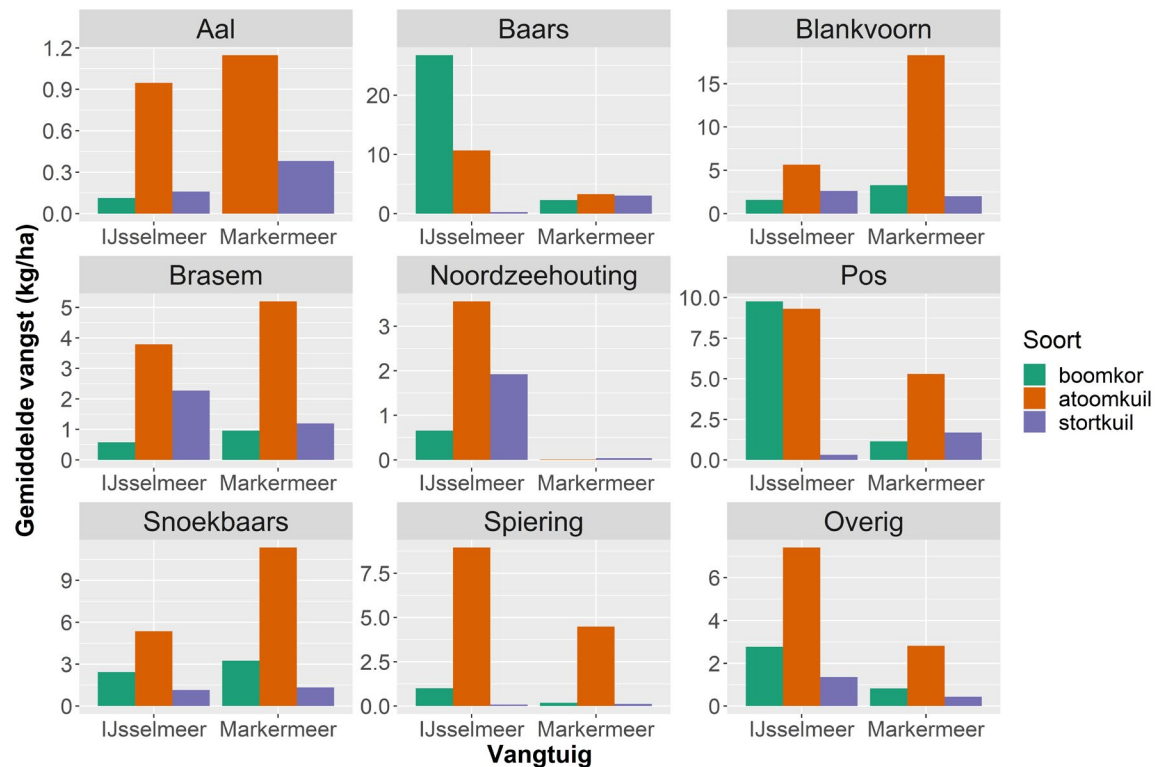 Aal
Baars
Blankvoorn
1.2
0.9
0.6
0.3
0.0
20
10
0
15
10
5
0
IJsselmeer Markermeer
IJsselmeer Markermeer
IJsselmeer Markermeer
Brasem
Noordzeehouting
Pos
5
4
3
2
1
0
3
2
1
0
10.0
7.5
5.0
2.5
0.0
IJsselmeer Markermeer
IJsselmeer Markermeer
IJsselmeer Markermeer
Snoekbaars
Spiering
Overig
9
6
3
0
7.5
5.0
2.5
0.0
6
4
2
0
IJsselmeer Markermeer
IJsselmeer Markermeer
IJsselmeer Markermeer
Gemiddelde vangst (kg/ha)
Vangtuig
Soort
boomkor
atoomkuil
stortkuil